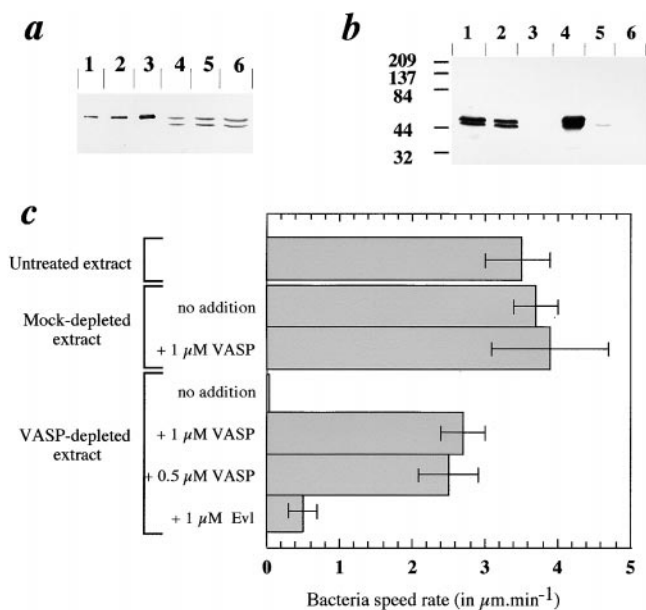 a
1 2 3 4 5 6
b
1 2 3 4 5 6
209
137
84
44
32
c
Untreated extract
Mock-depleted extract
no addition
+ 1 µM VASP
VASP-depleted extract
no addition
+ 1 µM VASP
+ 0.5 µM VASP
+ 1 µM Evl
0 1 2 3 4 5
Bacteria speed rate (in µm.min⁻¹)